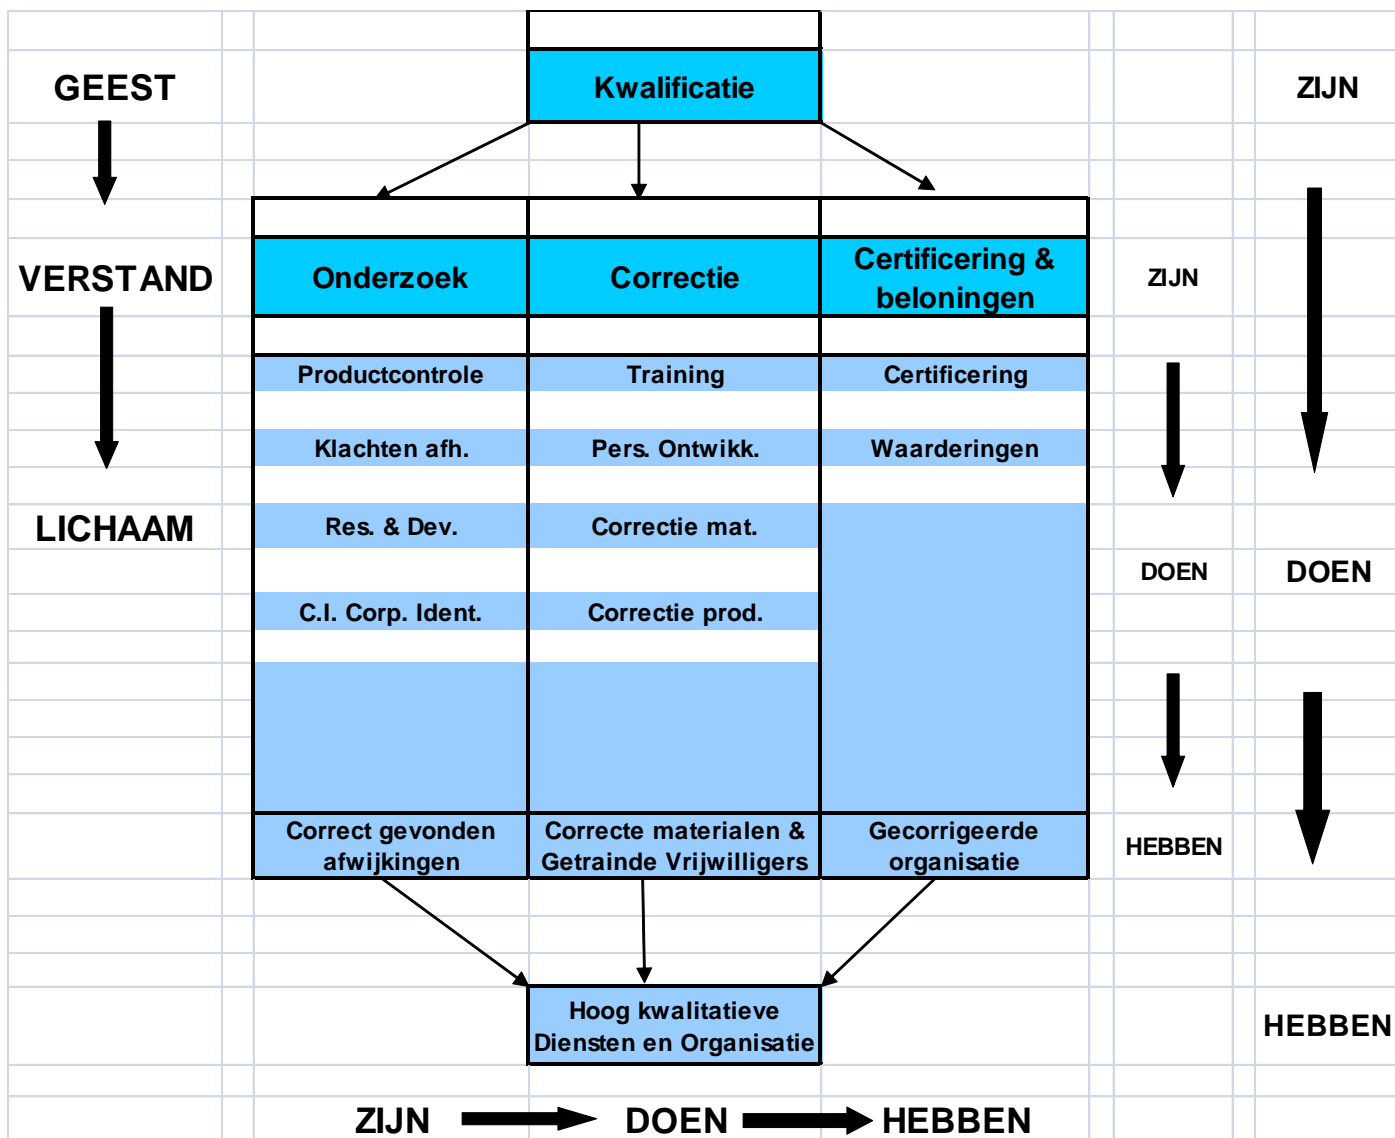 GEEST
Kwalificatie
ZIJN
VERSTAND
Onderzoek
Correctie
Certificering &
beloningen
ZIJN
Productcontrole
Training
Certificering
Klachten afh.
Pers. Ontwikk.
Waarderingen
LICHAAM
Res. & Dev.
Correctie mat.
DOEN
DOEN
C.I. Corp. Ident.
Correctie prod.
Correct gevonden
afwijkingen
Correcte materialen &
Getrainde Vrijwilligers
Gecorrigeerde
organisatie
HEBBEN
Hoog kwalitatieve
Diensten en Organisatie
HEBBEN
ZIJN DOEN HEBBEN